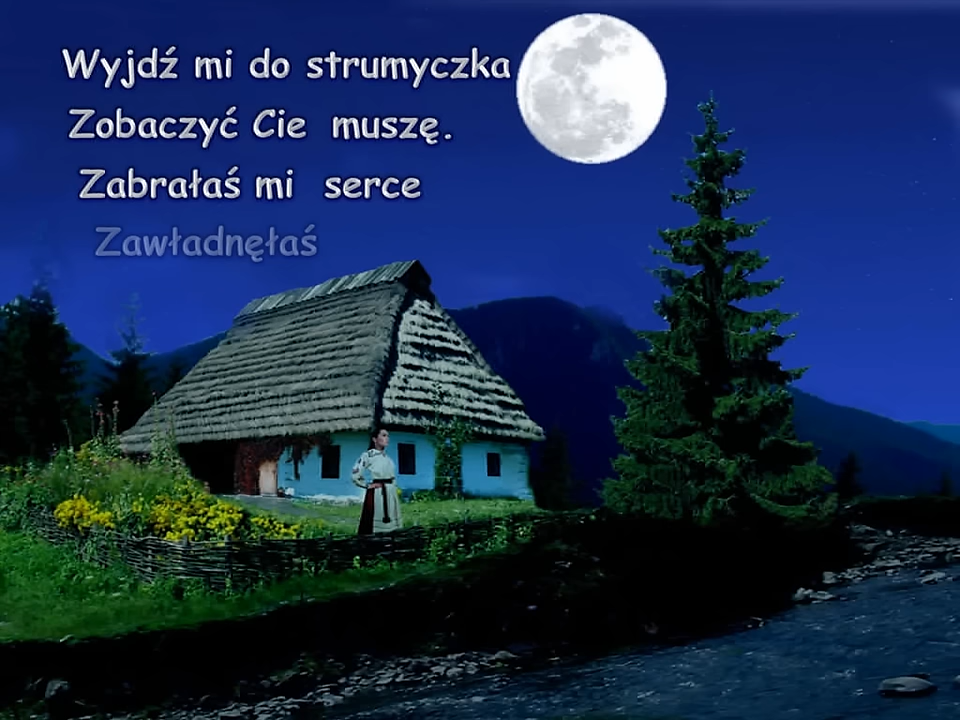 Wyjdź mi do strumyczka
Zobaczyć Cie muszę.
Zabrałaś mi serce
Zawładnęłaś